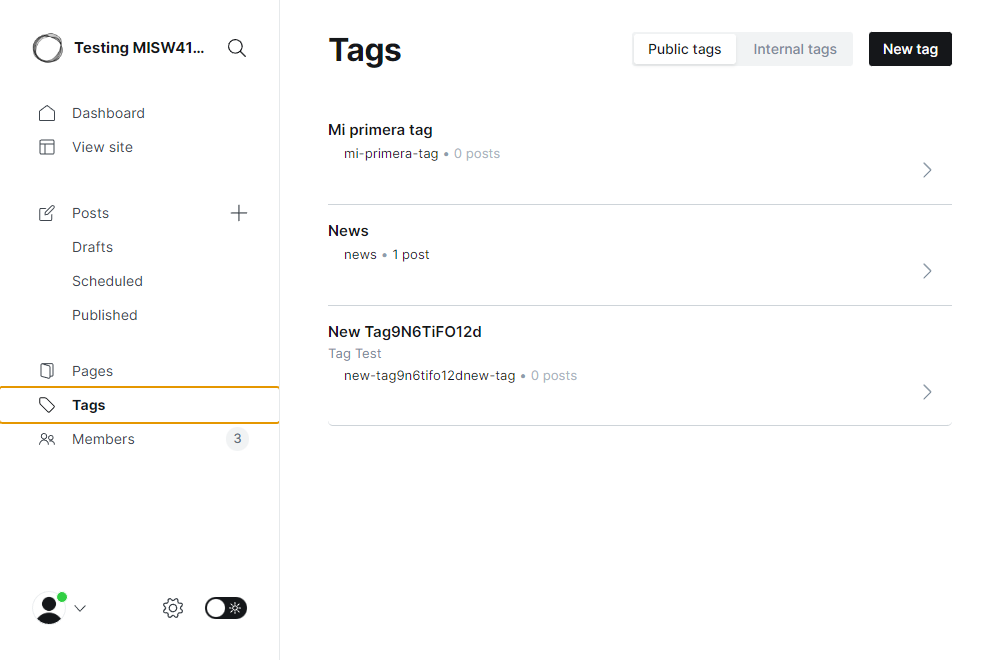 Testing MISW41...
Dashboard
View site
Posts
Drafts
Scheduled
Published
Pages
Tags
Members 3
Tags
Public tags Internal tags New tag
Mi primera tag
mi-primera-tag • 0 posts
News
news • 1 post
New Tag9N6TiFO12d
Tag Test
new-tag9n6tifo12dnew-tag • 0 posts